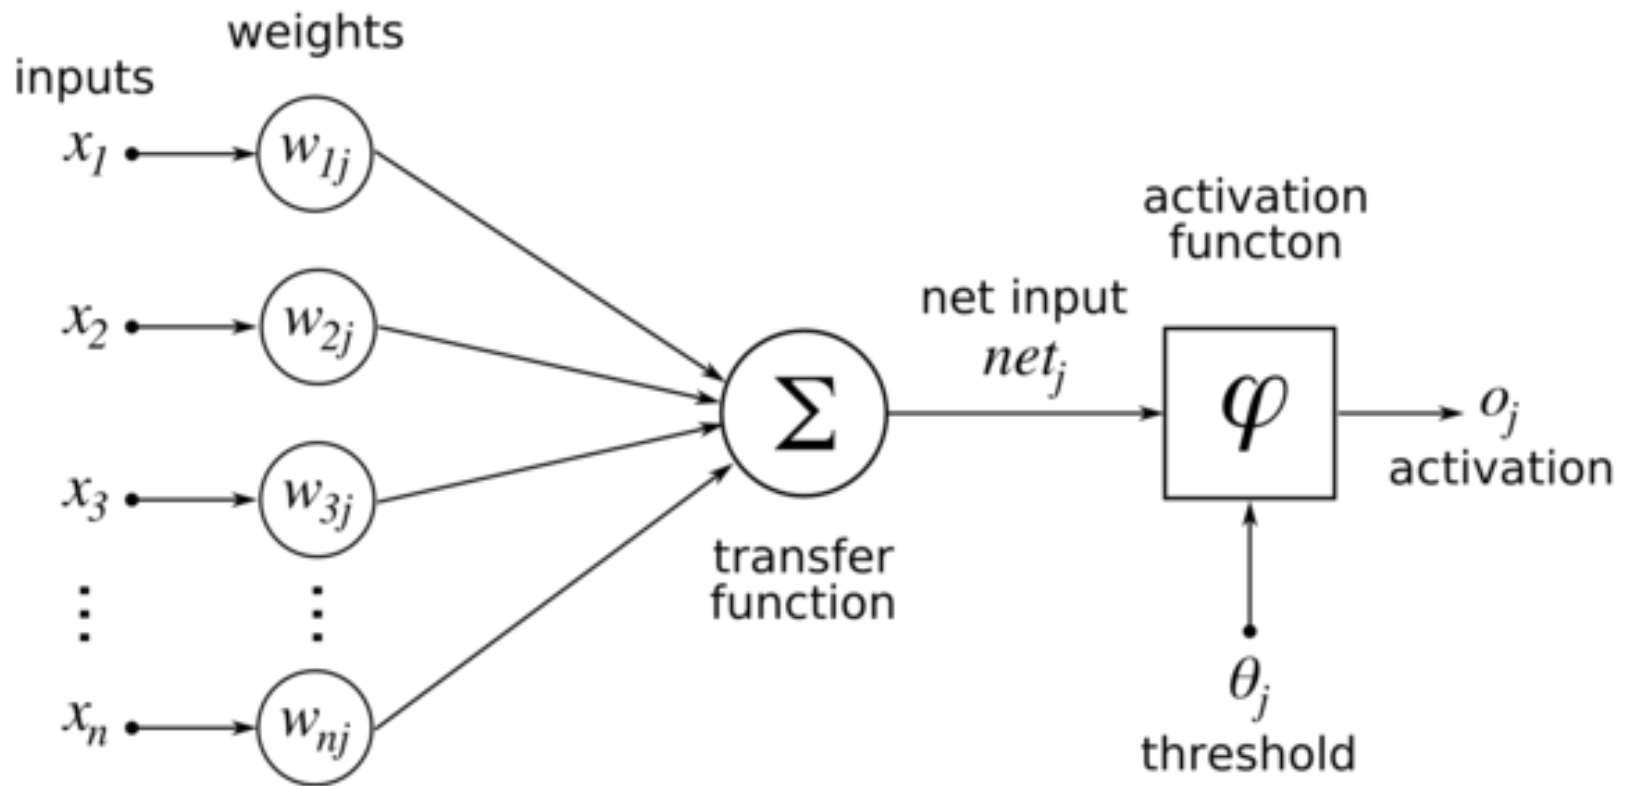 weights
inputs
x1
w1j
x2
w2j
x3
w3j
⋮
⋮
xn
wnj
Σ
transfer
function
net input
netj
activation
functon
φ
oj
activation
θj
threshold